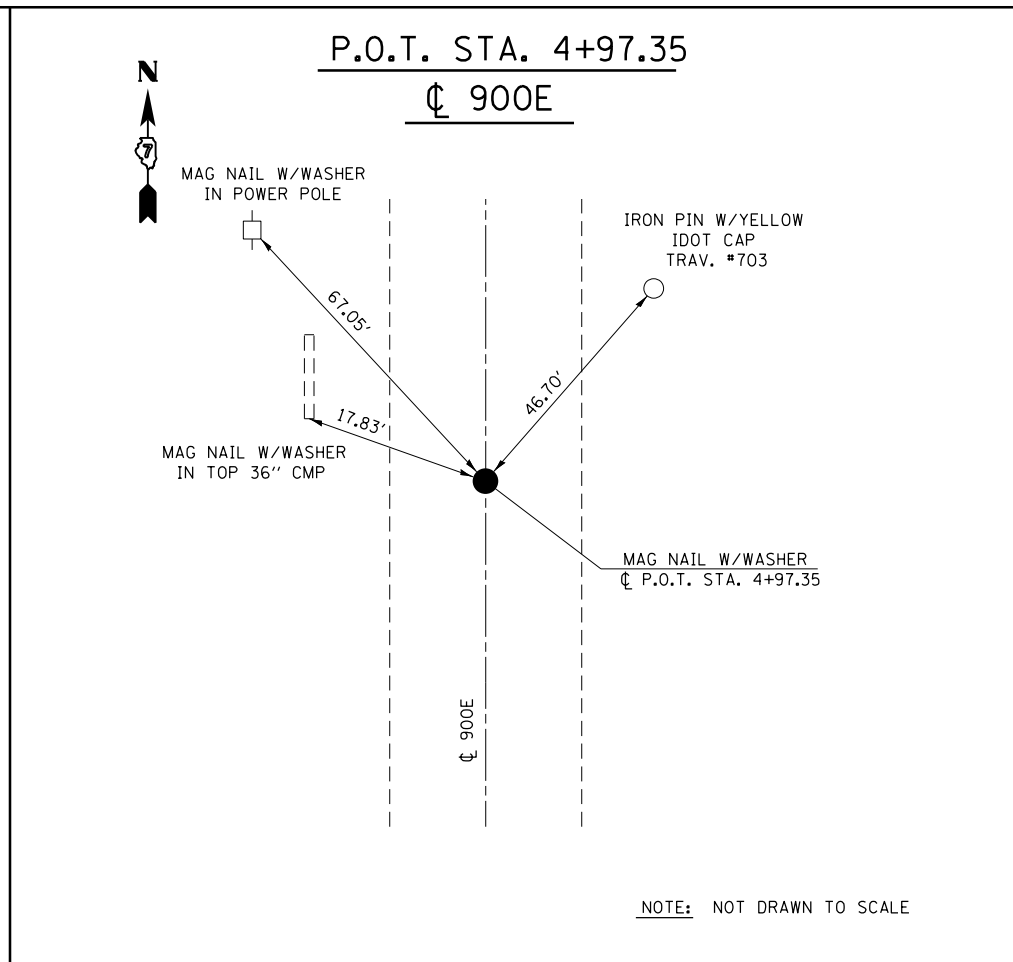 P.O.T. STA. 4+97.35
℄ 900E
N
7
MAG NAIL W/WASHER
IN POWER POLE
IRON PIN W/YELLOW
IDOT CAP
TRAV. #703
67.05'
46.70'
17.83'
MAG NAIL W/WASHER
IN TOP 36" CMP
MAG NAIL W/WASHER
℄ P.O.T. STA. 4+97.35
℄ 900E
NOTE: NOT DRAWN TO SCALE